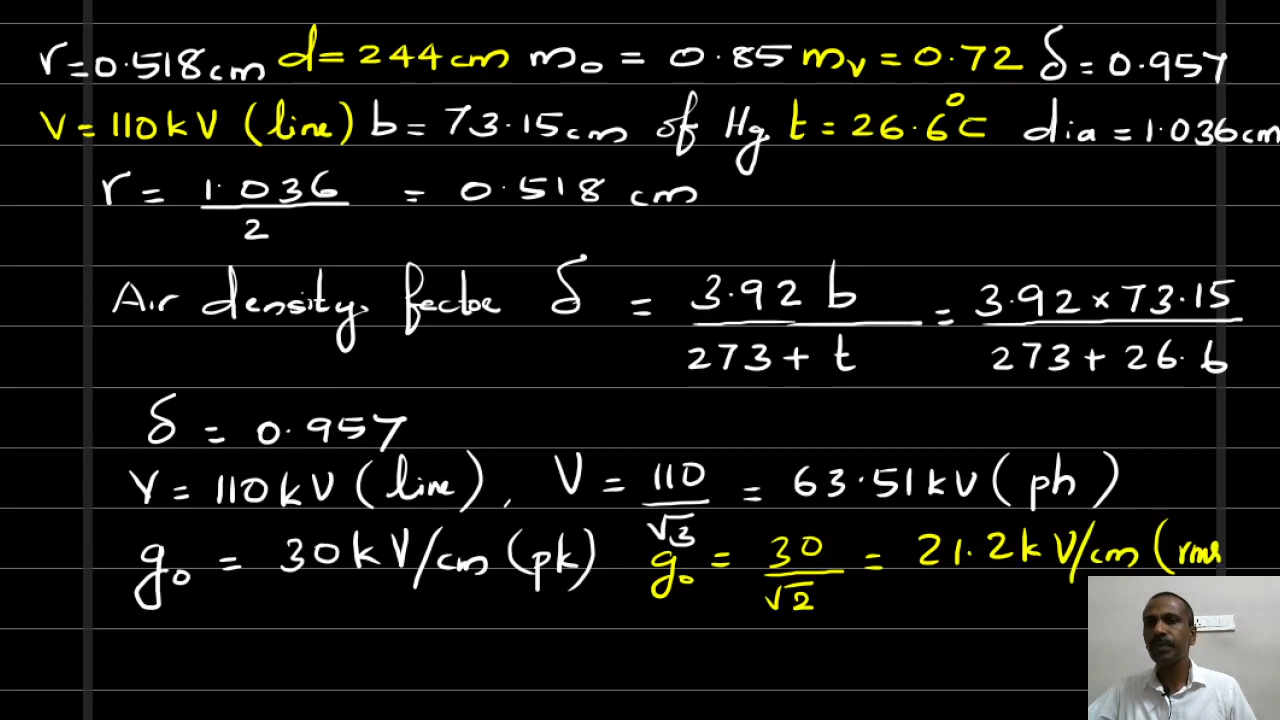 r = 0.518cm d = 244cm m₀ = 0.85 mᵥ = 0.72 δ = 0.957
V = 110kV (line) b = 73.15cm of Hg t = 26.6°C dia = 1.036cm
r = 1.036/2 = 0.518 cm
Air density factor δ = 3.92 b/273 + t = 3.92 × 73.15/273 + 26.6
δ = 0.957
V = 110kV (line), V = 110/√3 = 63.51kV (ph)
g₀ = 30kV/cm (pk) g₀ = 30/√2 = 21.2kV/cm (rms